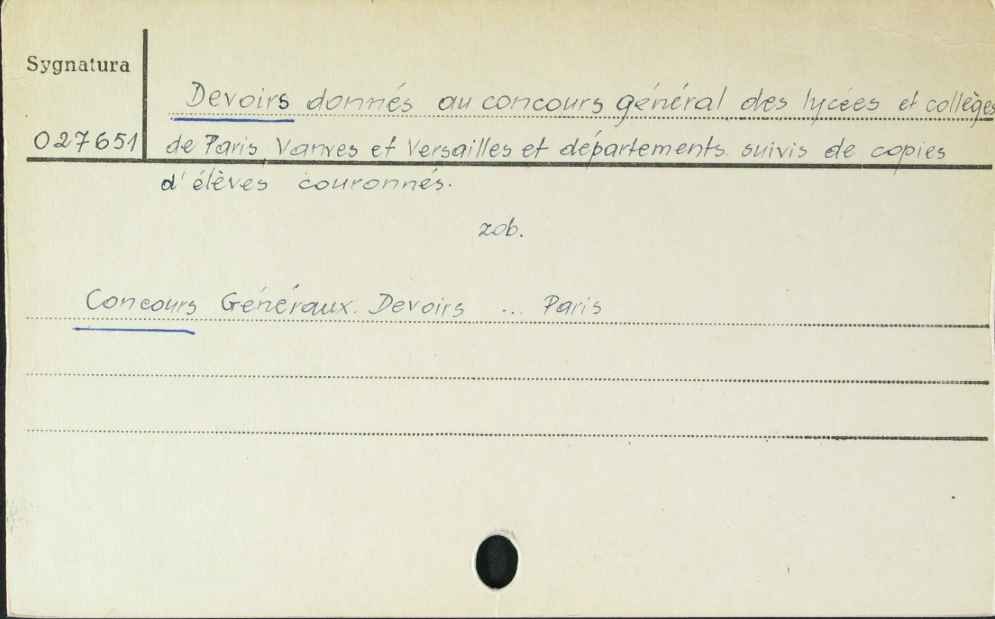 Sygnatura
Devoirs donnés au concours général des lycées et collèges
027651 de Paris Vanves et Versailles et départements suivis de copies
d'élèves couronnés.
zob.
Concours Généraux. Devoirs ... Paris